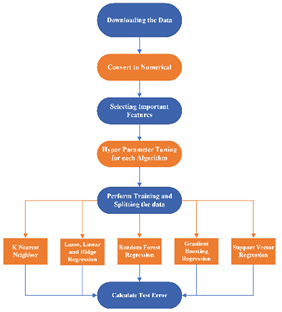 Downloading the Data
Convert to Numerical
Selecting Important
Features
Hyper Parameter Tuning
for each Algorithm
Perform Training and
Splitting the data
K Nearest
Neighbor
Lasso, Linear
and Ridge
Regression
Random Forest
Regression
Gradient
Boosting
Regression
Support Vector
Regression
Calculate Test Error